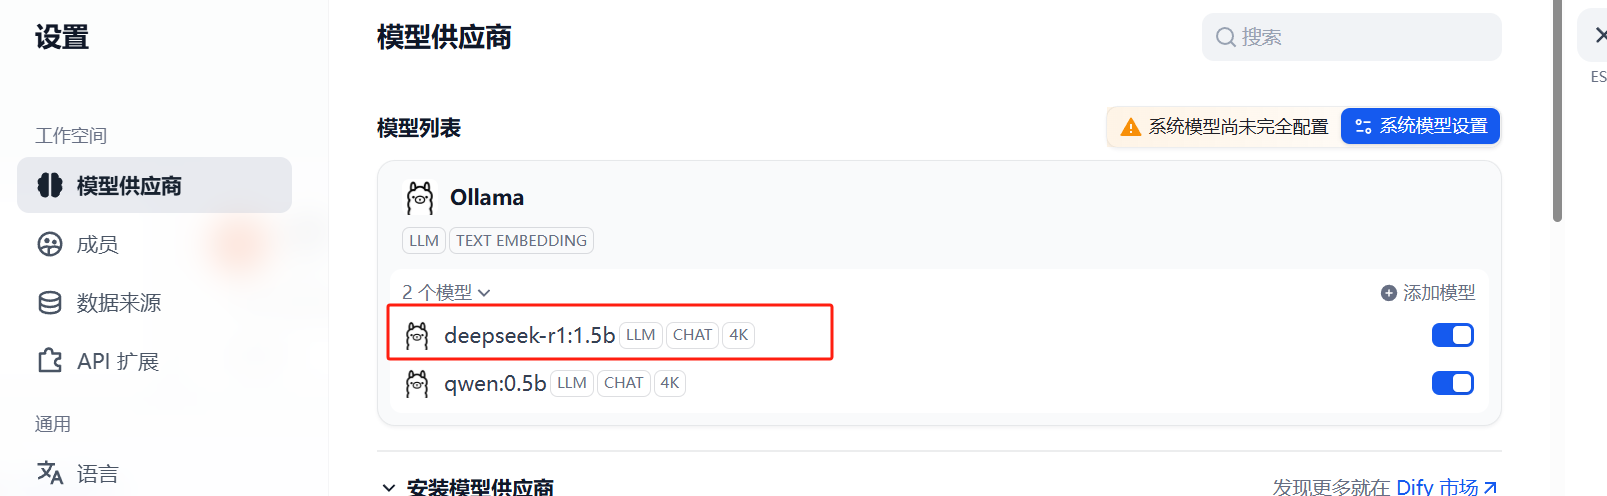 设置
模型供应商
搜索
ES
工作空间
模型列表
系统模型尚未完全配置
系统模型设置
模型供应商
Ollama
成员
LLM TEXT EMBEDDING
数据来源
2 个模型
添加模型
deepseek-r1:1.5b LLM CHAT 4K
API 扩展
qwen:0.5b LLM CHAT 4K
通用
语言
安装模型供应商
发现更多就在 Dify 市场